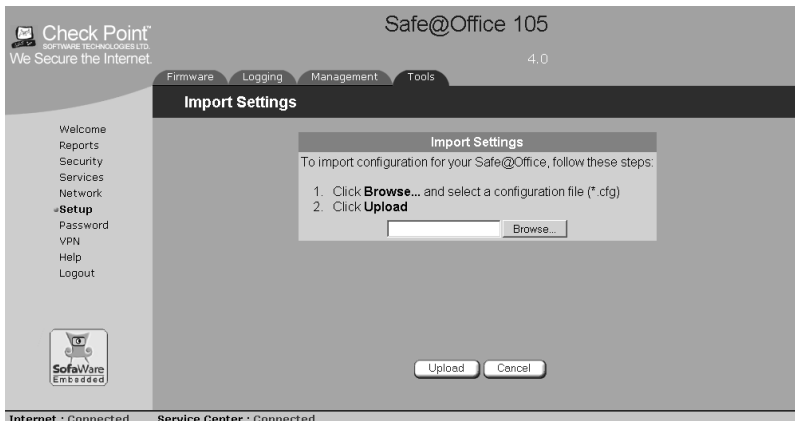 Check Point™
SOFTWARE TECHNOLOGIES LTD.
We Secure the Internet.
Safe@Office 105
4.0
Firmware
Logging
Management
Tools
Import Settings
Welcome
Reports
Security
Services
Network
Setup
Password
VPN
Help
Logout
Import Settings
To import configuration for your Safe@Office, follow these steps:
1. Click Browse... and select a configuration file (*.cfg)
2. Click Upload
Browse...
Upload
Cancel
SofaWare
Embedded
Internet : Connected
Service Center : Connected